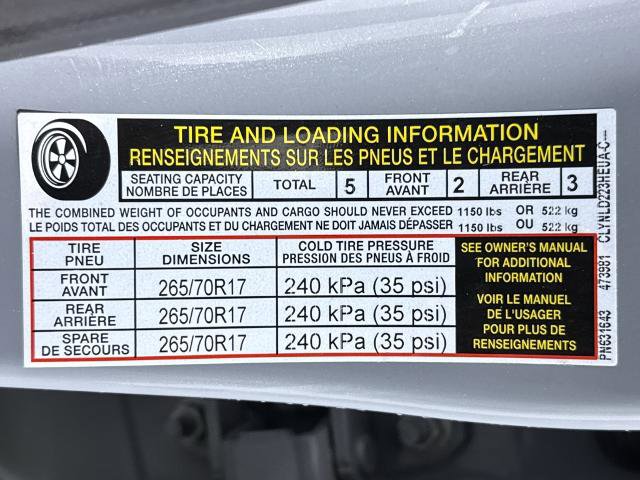 TIRE AND LOADING INFORMATION
RENSEIGNEMENTS SUR LES PNEUS ET LE CHARGEMENT
SEATING CAPACITY
NOMBRE DE PLACES
TOTAL 5
FRONT
AVANT
2
REAR
ARRIÈRE
3
THE COMBINED WEIGHT OF OCCUPANTS AND CARGO SHOULD NEVER EXCEED 1150 lbs OR 522 kg
LE POIDS TOTAL DES OCCUPANTS ET DU CHARGEMENT NE DOIT JAMAIS DÉPASSER 1150 lbs OU 522 kg
TIRE
PNEU
SIZE
DIMENSIONS
COLD TIRE PRESSURE
PRESSION DES PNEUS À FROID
FRONT
AVANT
265/70R17
240 kPa (35 psi)
REAR
ARRIÈRE
265/70R17
240 kPa (35 psi)
SPARE
DE SECOURS
265/70R17
240 kPa (35 psi)
SEE OWNER'S MANUAL
FOR ADDITIONAL
INFORMATION
VOIR LE MANUEL
DE L'USAGER
POUR PLUS DE
RENSEIGNEMENTS
PN631643 473981 CLYNLD223HEUA-C---